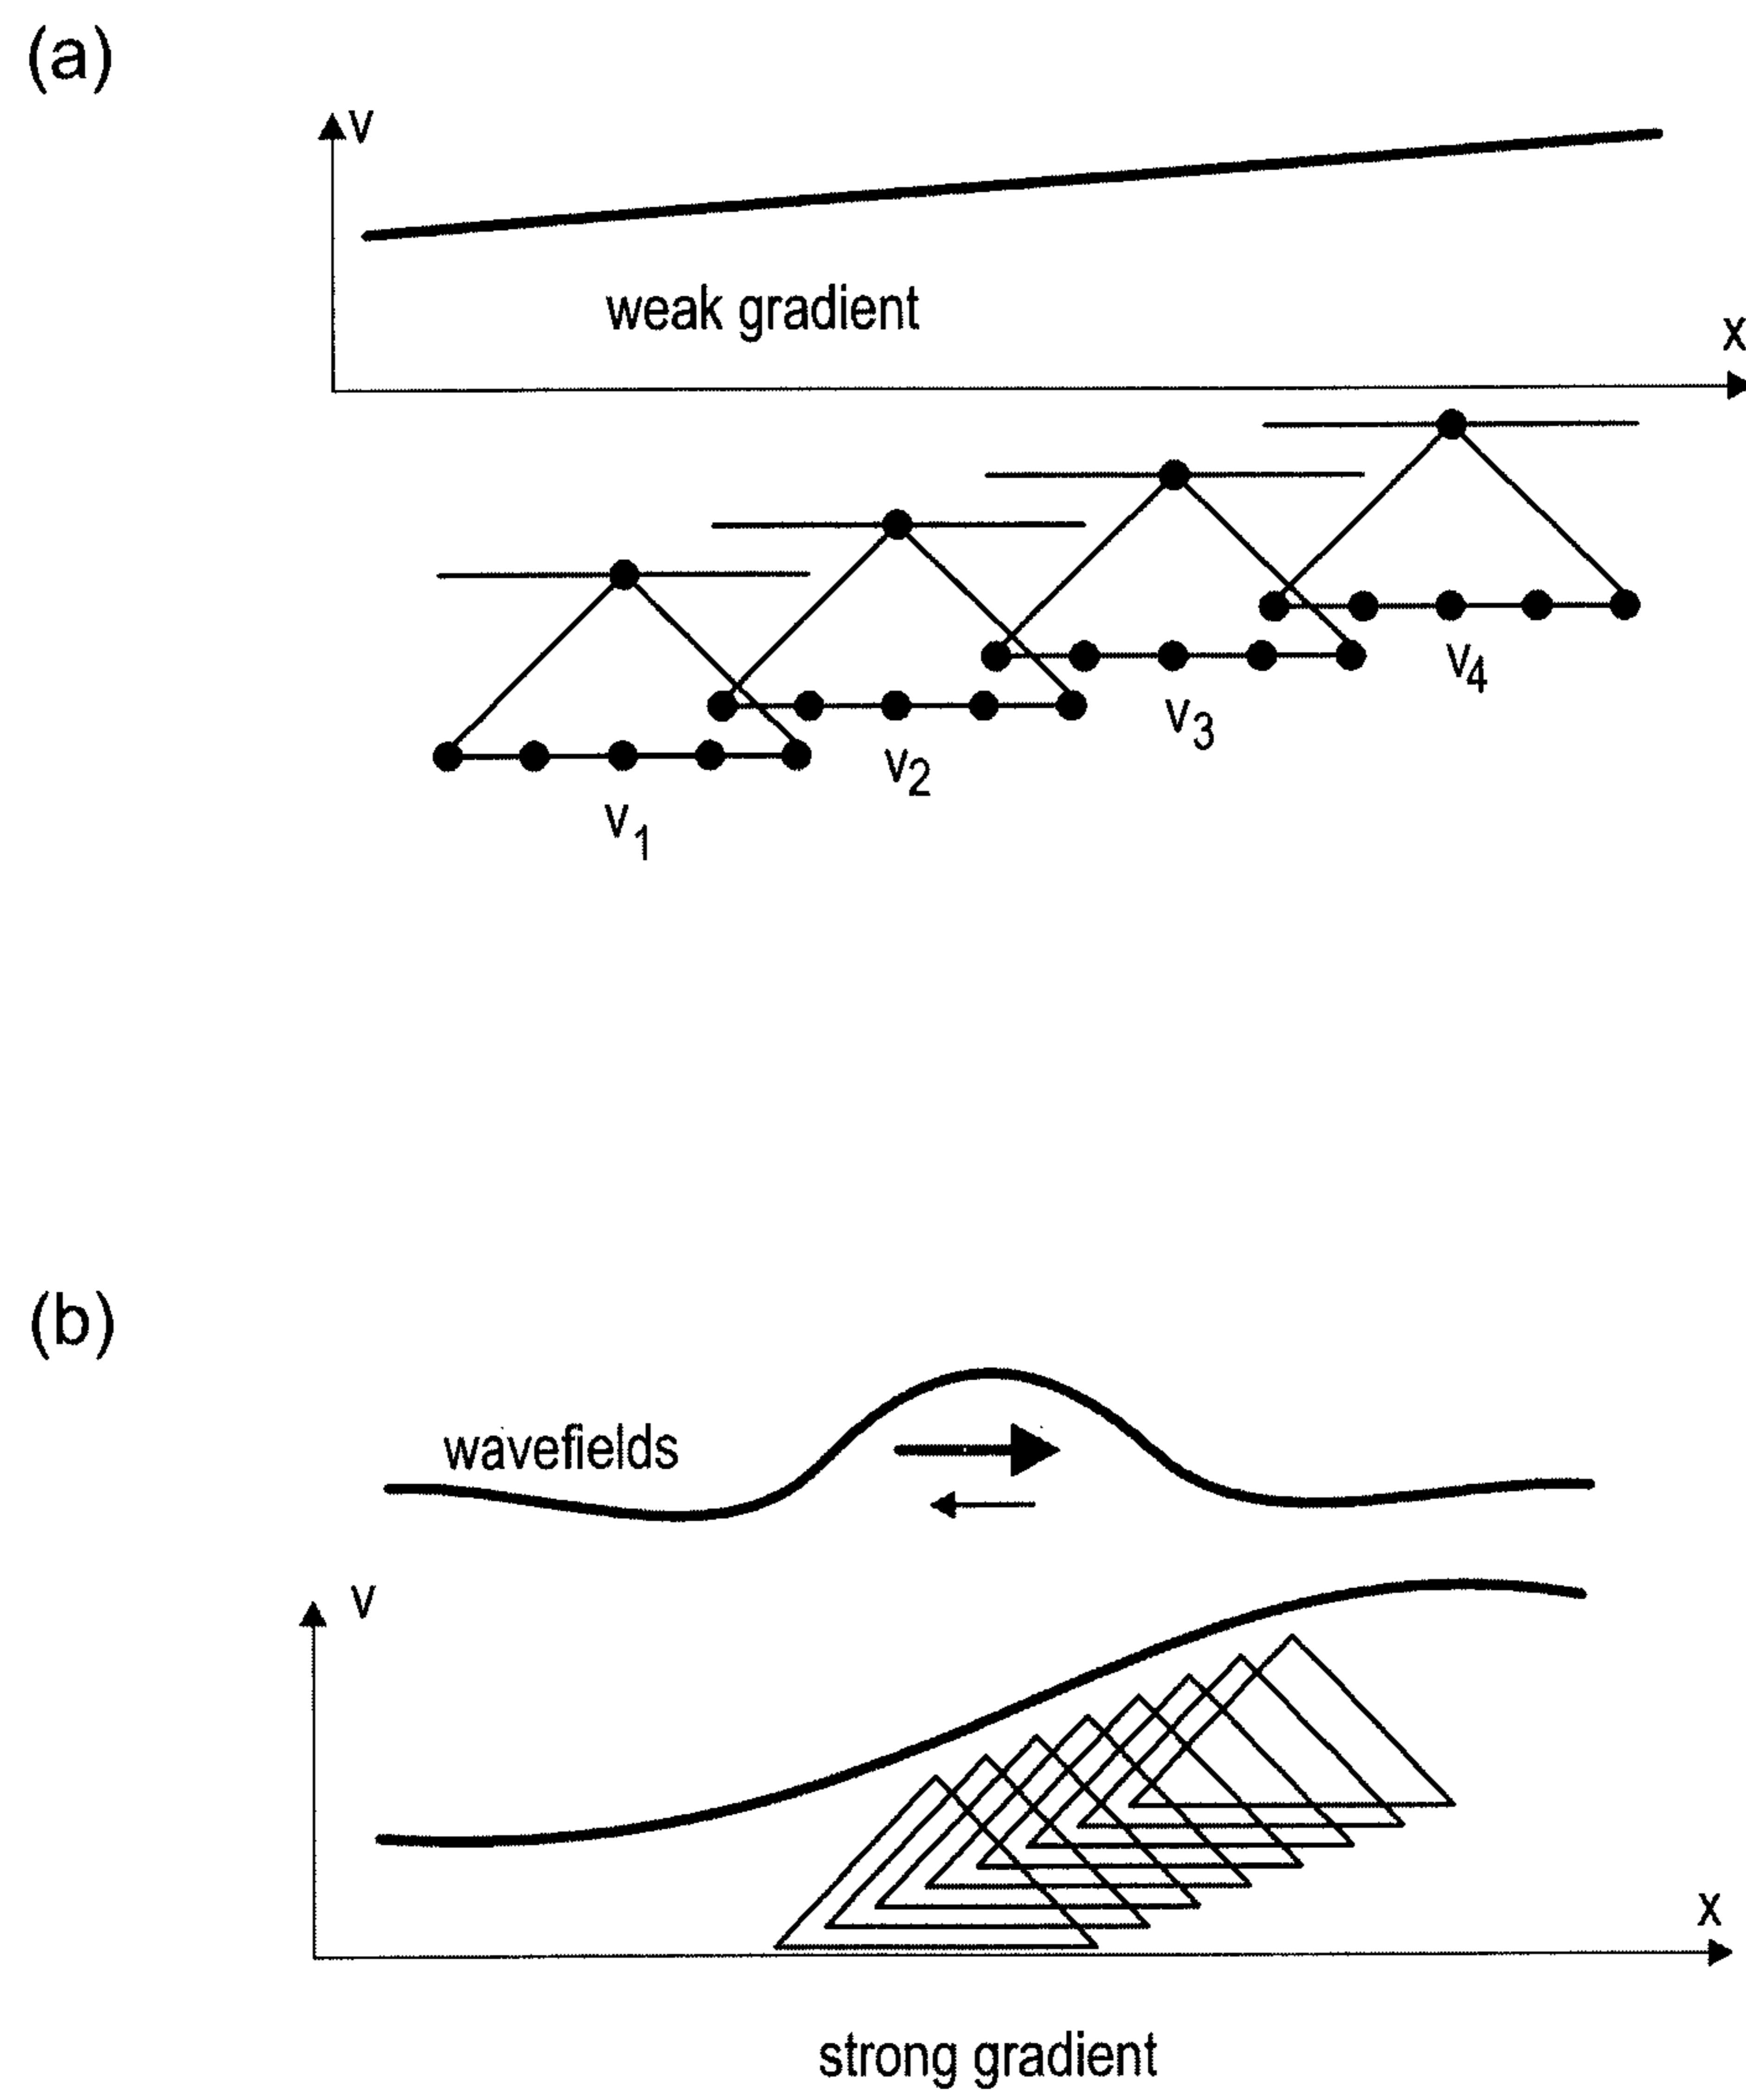 (a)
v
weak gradient
x
v4
v3
v2
v1
(b)
wavefields
v
x
strong gradient